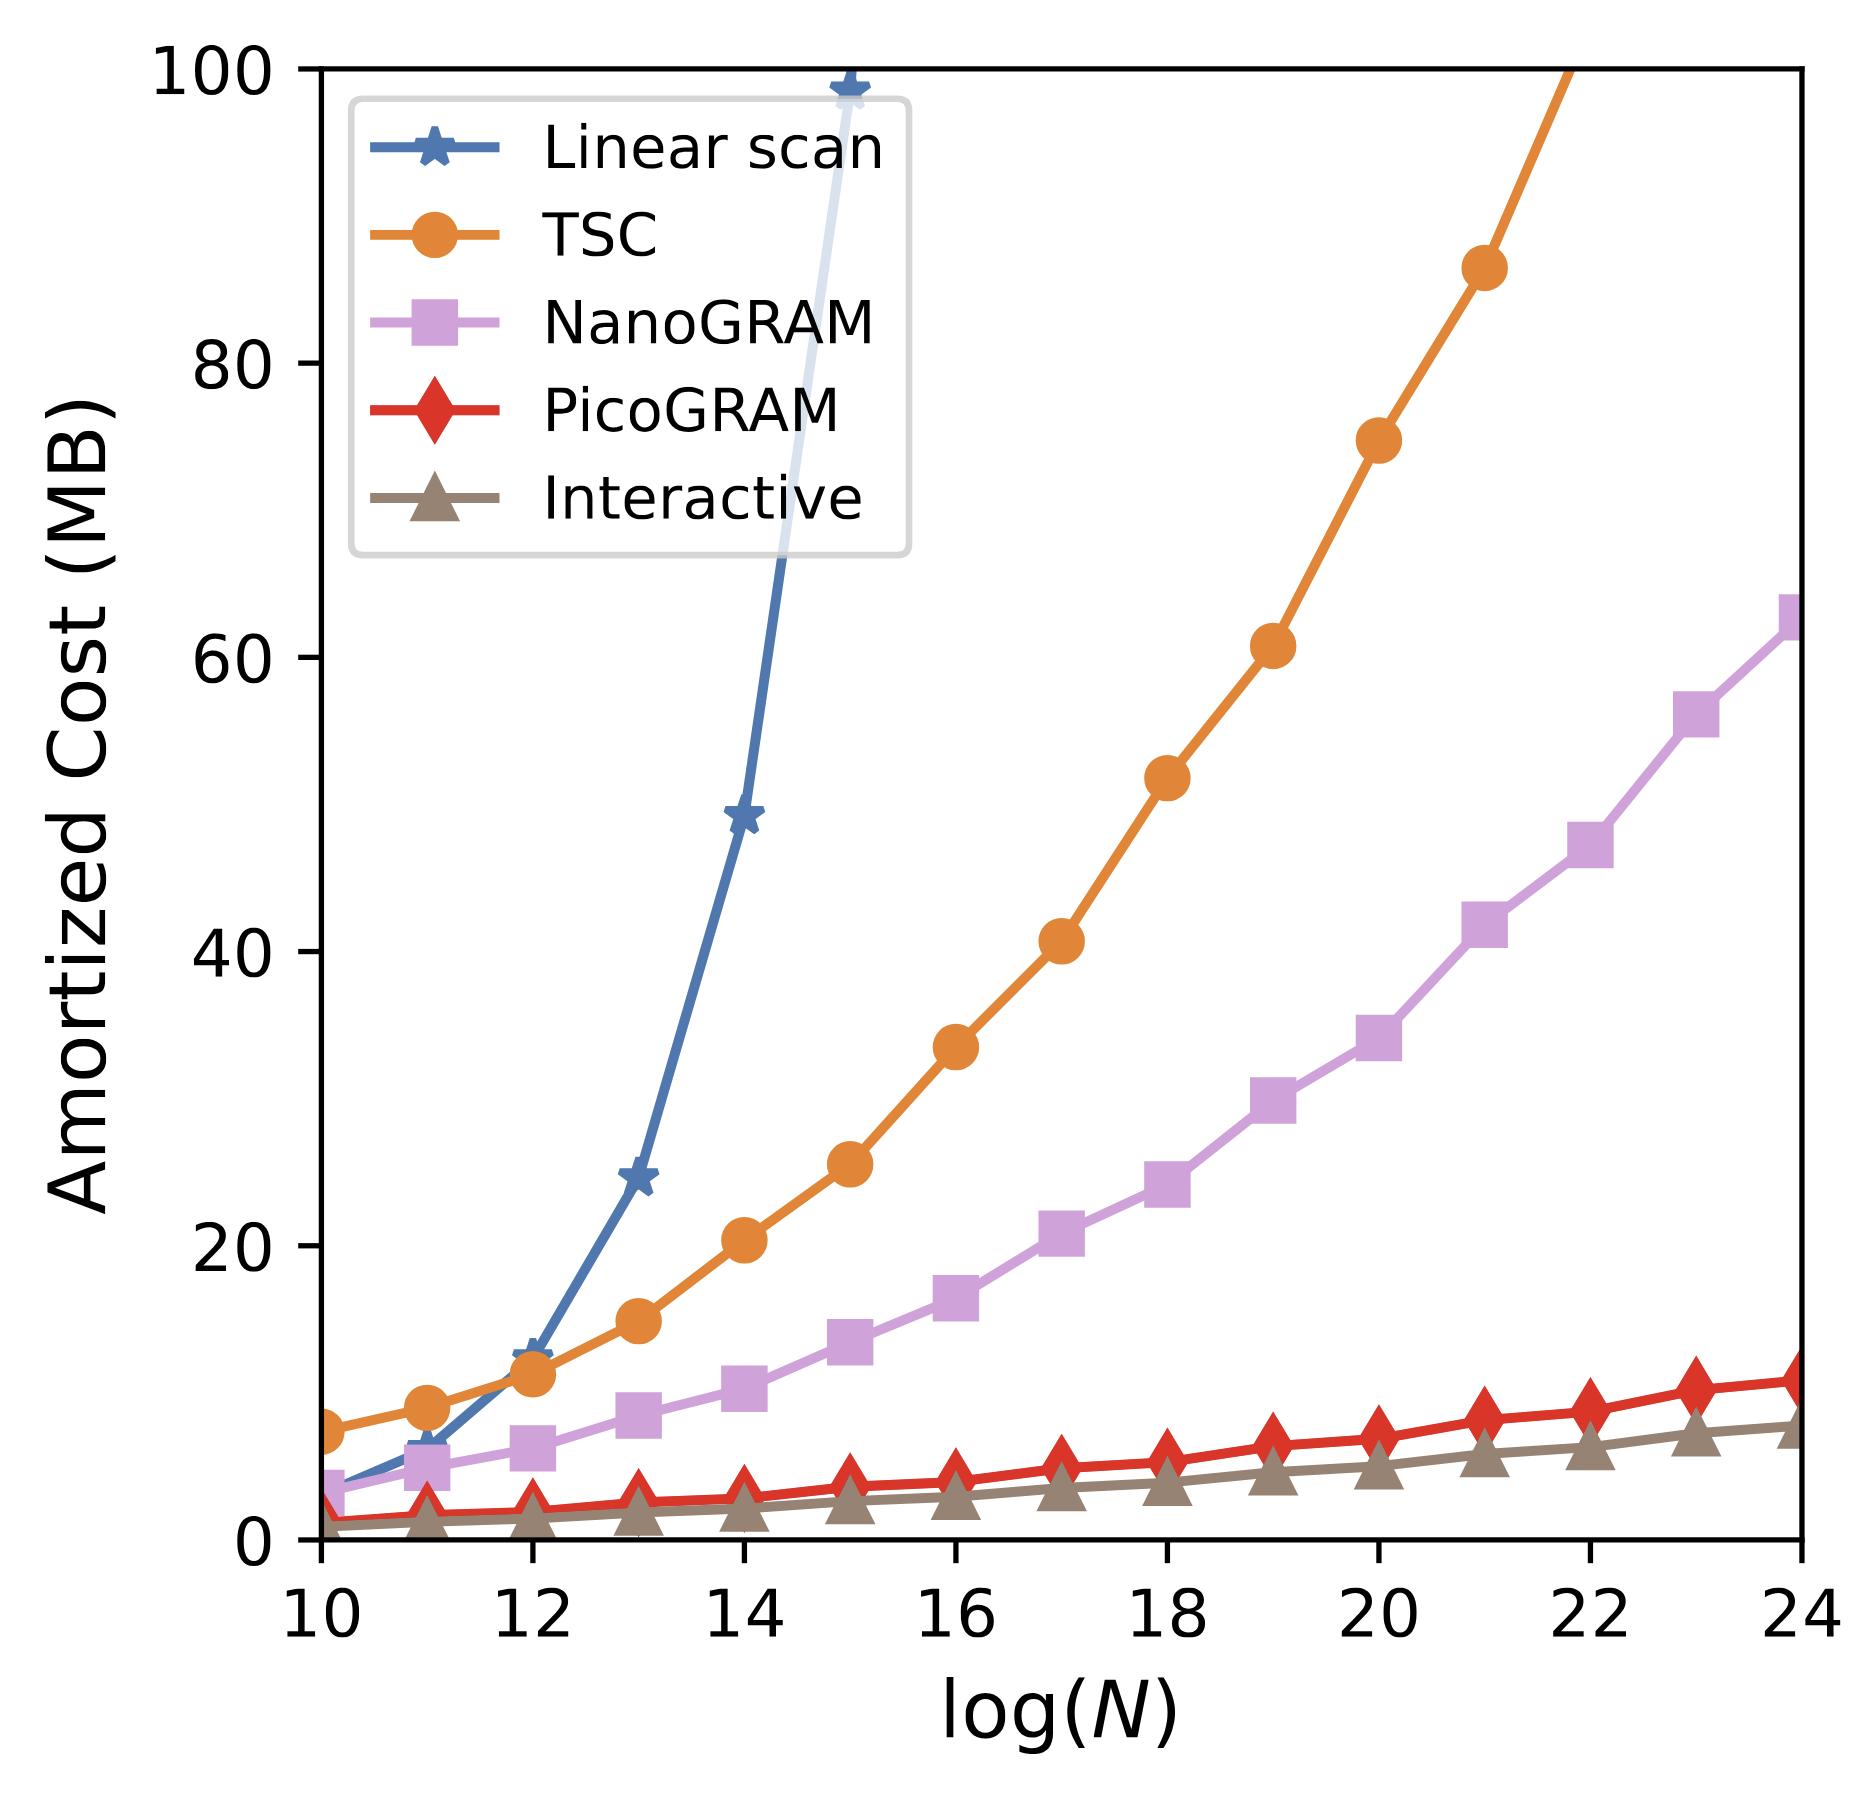 100
80
60
40
20
0
Amortized Cost (MB)
Linear scan
TSC
NanoGRAM
PicoGRAM
Interactive
10 12 14 16 18 20 22 24
log(N)